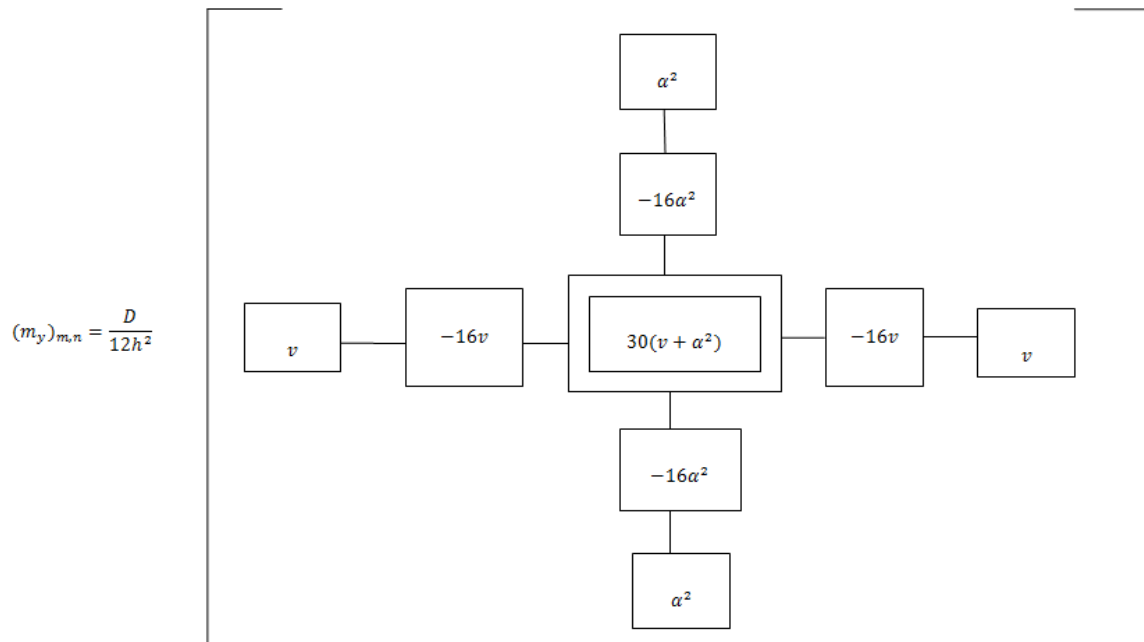 α²
−16α²
(m_y)_{m,n} = D/12h²
v
−16v
30(v + α²)
−16v
v
−16α²
α²